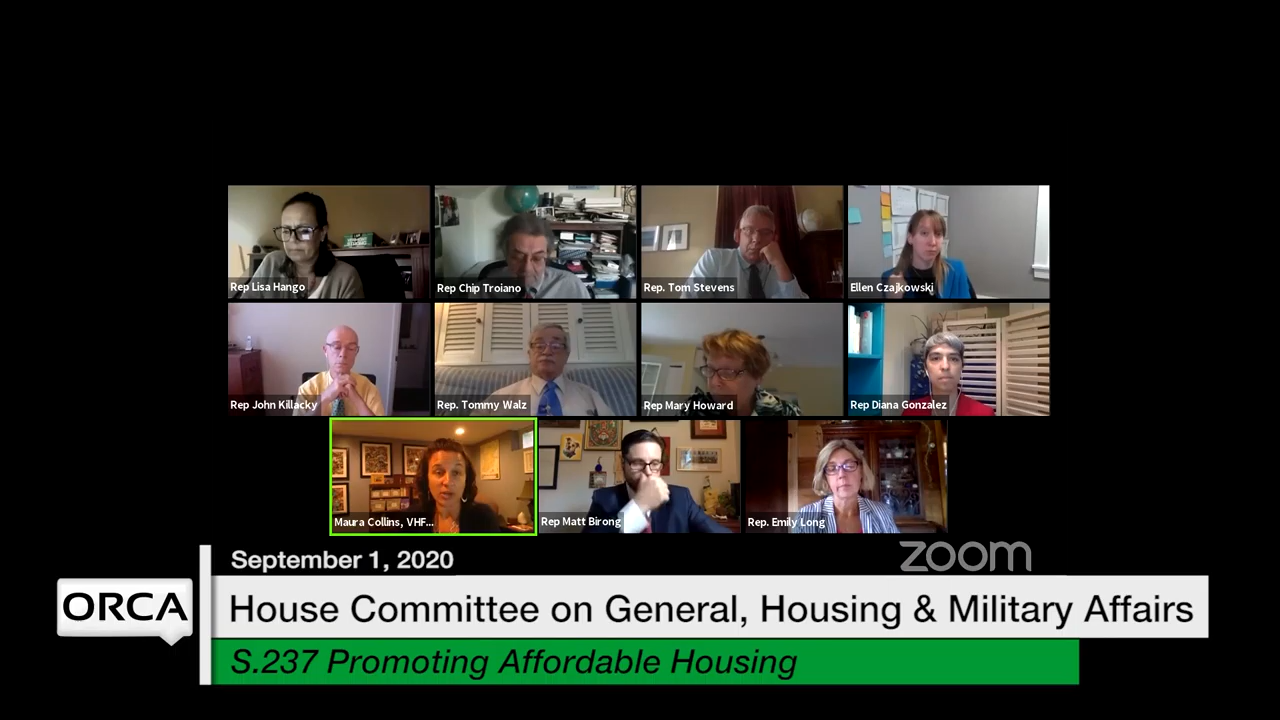 Rep Lisa Hango
Rep Chip Troiano
Rep. Tom Stevens
Ellen Czajkowski
Rep John Killacky
Rep. Tommy Walz
Rep Mary Howard
Rep Diana Gonzalez
Maura Collins, VHF...
Rep Matt Birong
Rep. Emily Long
September 1, 2020
zoom
ORCA
House Committee on General, Housing & Military Affairs
S.237 Promoting Affordable Housing